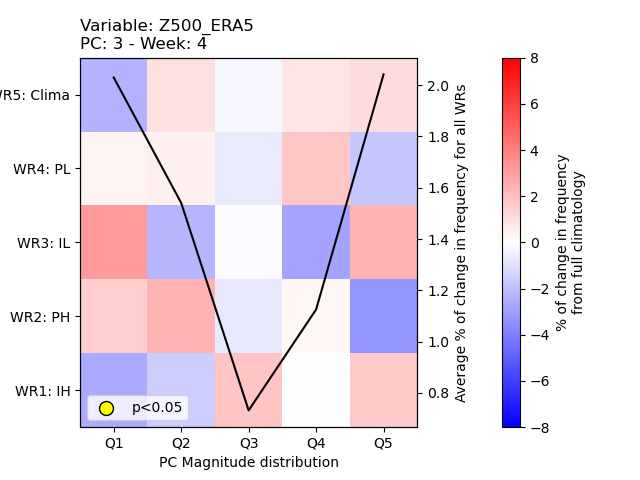 Variable: Z500_ERA5
PC: 3 - Week: 4
WR5: Clima
WR4: PL
WR3: IL
WR2: PH
WR1: IH
p<0.05
Q1 Q2 Q3 Q4 Q5
PC Magnitude distribution
2.0
1.8
1.6
1.4
1.2
1.0
0.8
Average % of change in frequency for all WRs
8
6
4
2
0
−2
−4
−6
−8
% of change in frequency
from full climatology